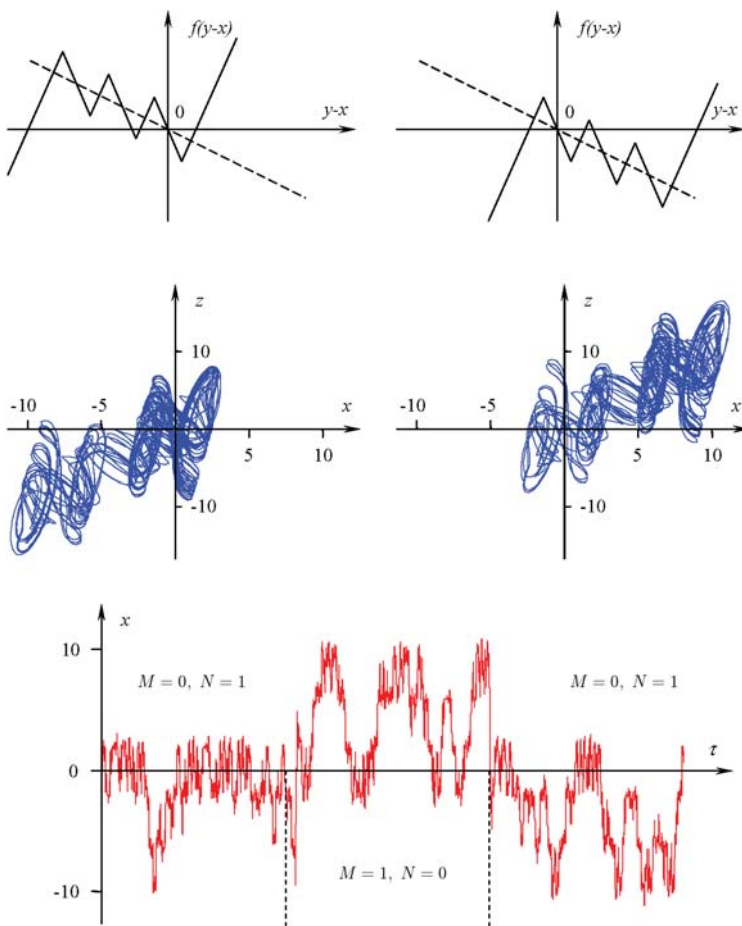 f(y-x)
0
y-x
f(y-x)
0
y-x
z
10
-10
-5
x
5
10
-10
z
10
-10
-5
x
5
10
-10
x
10
M = 0, N = 1
M = 0, N = 1
τ
0
M = 1, N = 0
-10